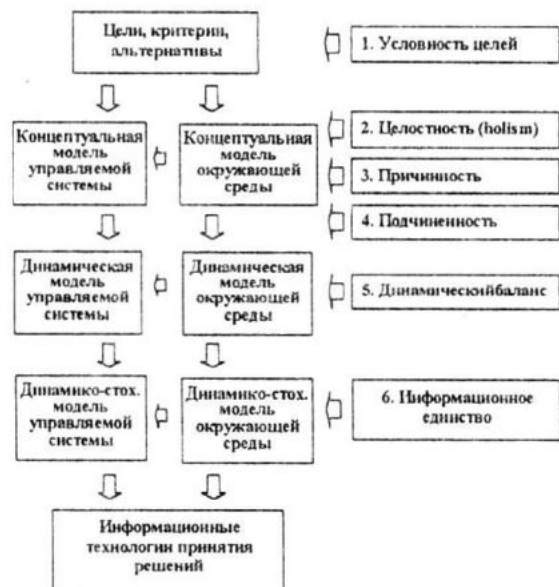 Цели, критерии,
альтернативы
1. Условность целей
Концептуальная
модель
управляемой
системы
Концептуальная
модель
окружающей
среды
2. Целостность (holism)
3. Причинность
4. Подчиненность
Динамическая
модель
управляемой
системы
Динамическая
модель
окружающей
среды
5. Динамическийбаланс
Динамико-стох.
модель
управляемой
системы
Динамико-стох.
модель
окружающей
среды
6. Информационное
единство
Информационные
технологии принятия
решений